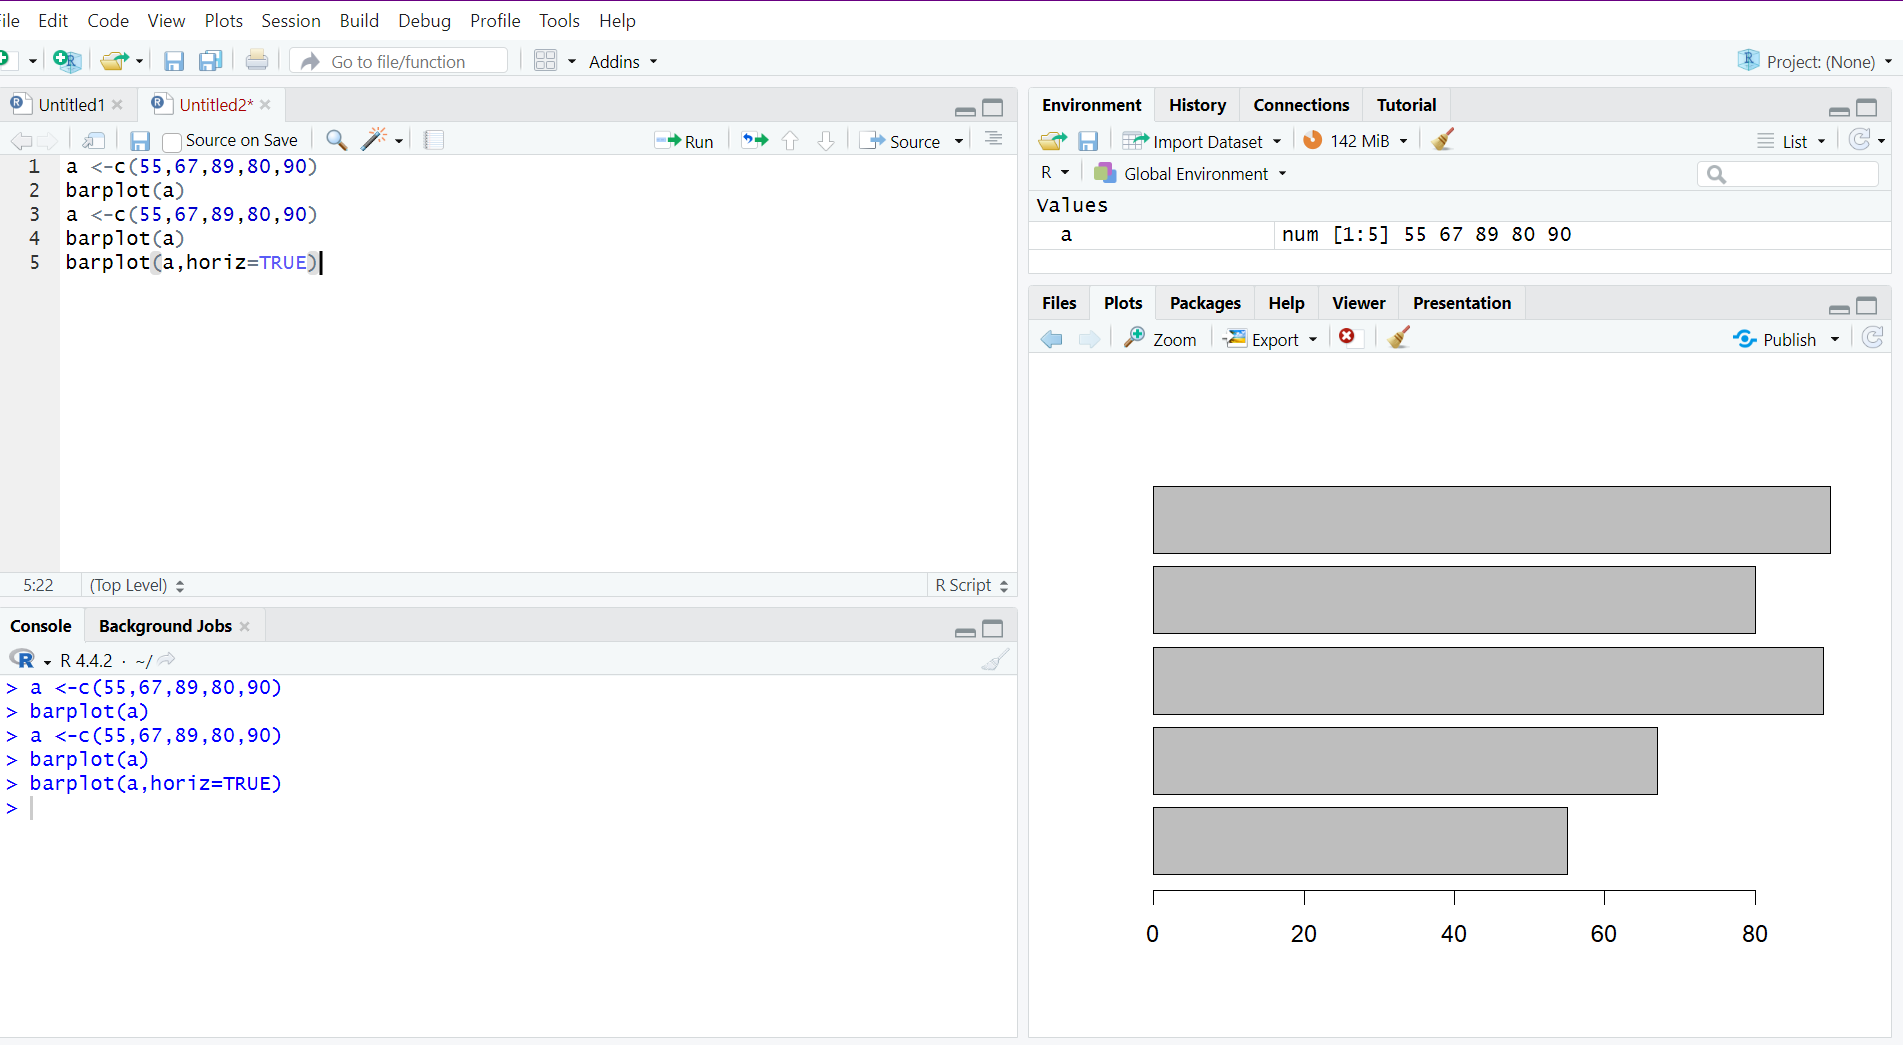 ile Edit Code View Plots Session Build Debug Profile Tools Help
Go to file/function Addins Project: (None)
Untitled1 Untitled2*
Source on Save Run Source
1 a <-c(55,67,89,80,90)
2 barplot(a)
3 a <-c(55,67,89,80,90)
4 barplot(a)
5 barplot(a,horiz=TRUE)
5:22 (Top Level) R Script
Console Background Jobs
R 4.4.2 · ~/
> a <-c(55,67,89,80,90)
> barplot(a)
> a <-c(55,67,89,80,90)
> barplot(a)
> barplot(a,horiz=TRUE)
>
Environment History Connections Tutorial
Import Dataset 142 MiB List
R Global Environment
Values
a num [1:5] 55 67 89 80 90
Files Plots Packages Help Viewer Presentation
Zoom Export Publish
0 20 40 60 80